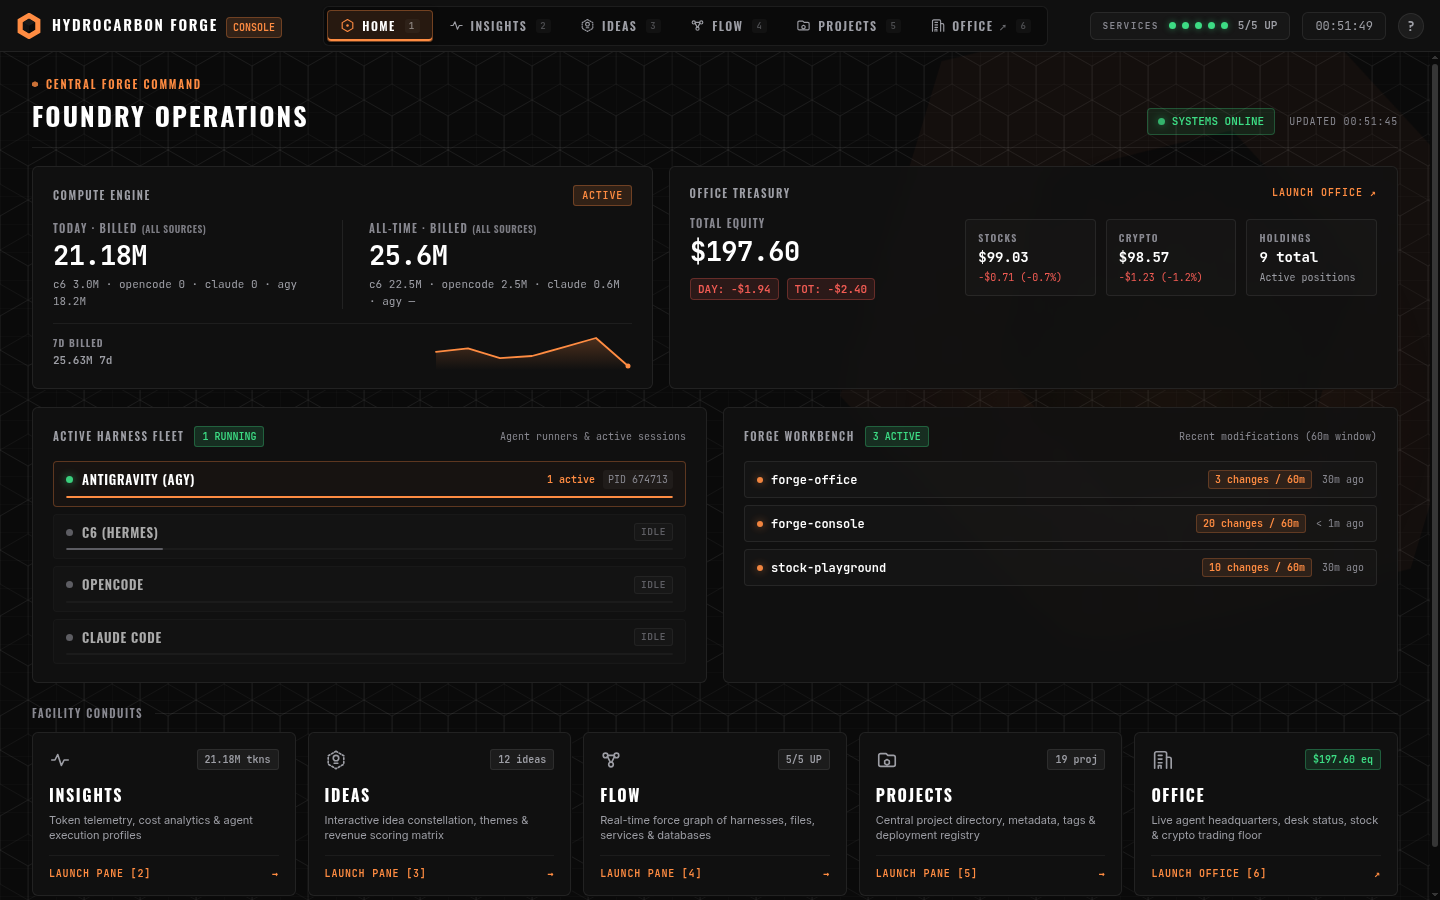 HYDROCARBON FORGE CONSOLE
HOME 1
INSIGHTS 2
IDEAS 3
FLOW 4
PROJECTS 5
OFFICE ↗ 6
SERVICES 5/5 UP
00:51:49
?
CENTRAL FORGE COMMAND
FOUNDRY OPERATIONS
SYSTEMS ONLINE
UPDATED 00:51:45
COMPUTE ENGINE
ACTIVE
TODAY · BILLED (ALL SOURCES)
21.18M
c6 3.0M · opencode 0 · claude 0 · agy
18.2M
ALL-TIME · BILLED (ALL SOURCES)
25.6M
c6 22.5M · opencode 2.5M · claude 0.6M
· agy —
7D BILLED
25.63M 7d
OFFICE TREASURY
LAUNCH OFFICE ↗
TOTAL EQUITY
$197.60
DAY: -$1.94
TOT: -$2.40
STOCKS
$99.03
-$0.71 (-0.7%)
CRYPTO
$98.57
-$1.23 (-1.2%)
HOLDINGS
9 total
Active positions
ACTIVE HARNESS FLEET
1 RUNNING
Agent runners & active sessions
ANTIGRAVITY (AGY)
1 active
PID 674713
C6 (HERMES)
IDLE
OPENCODE
IDLE
CLAUDE CODE
IDLE
FORGE WORKBENCH
3 ACTIVE
Recent modifications (60m window)
forge-office
3 changes / 60m
30m ago
forge-console
20 changes / 60m
< 1m ago
stock-playground
10 changes / 60m
30m ago
FACILITY CONDUITS
21.18M tkns
INSIGHTS
Token telemetry, cost analytics & agent
execution profiles
LAUNCH PANE [2] →
12 ideas
IDEAS
Interactive idea constellation, themes &
revenue scoring matrix
LAUNCH PANE [3] →
5/5 UP
FLOW
Real-time force graph of harnesses, files,
services & databases
LAUNCH PANE [4] →
19 proj
PROJECTS
Central project directory, metadata, tags &
deployment registry
LAUNCH PANE [5] →
$197.60 eq
OFFICE
Live agent headquarters, desk status, stock
& crypto trading floor
LAUNCH OFFICE [6] ↗